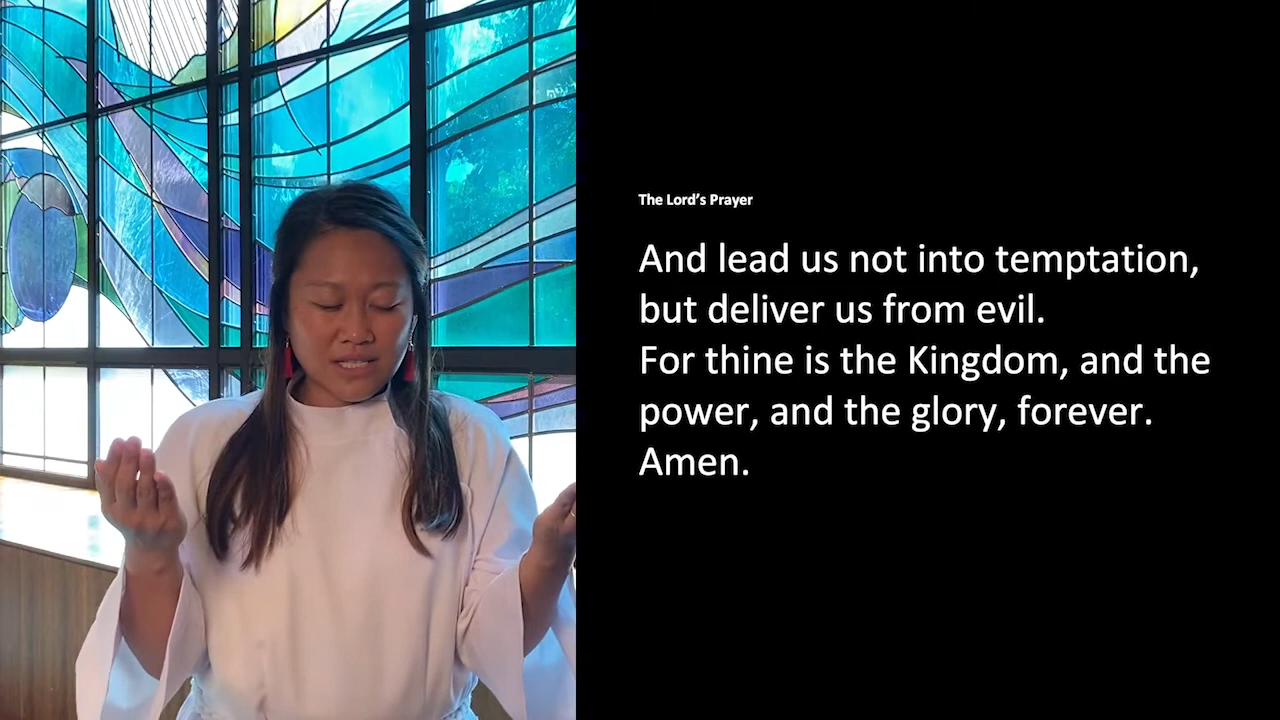 The Lord’s Prayer
And lead us not into temptation,
but deliver us from evil.
For thine is the Kingdom, and the
power, and the glory, forever.
Amen.